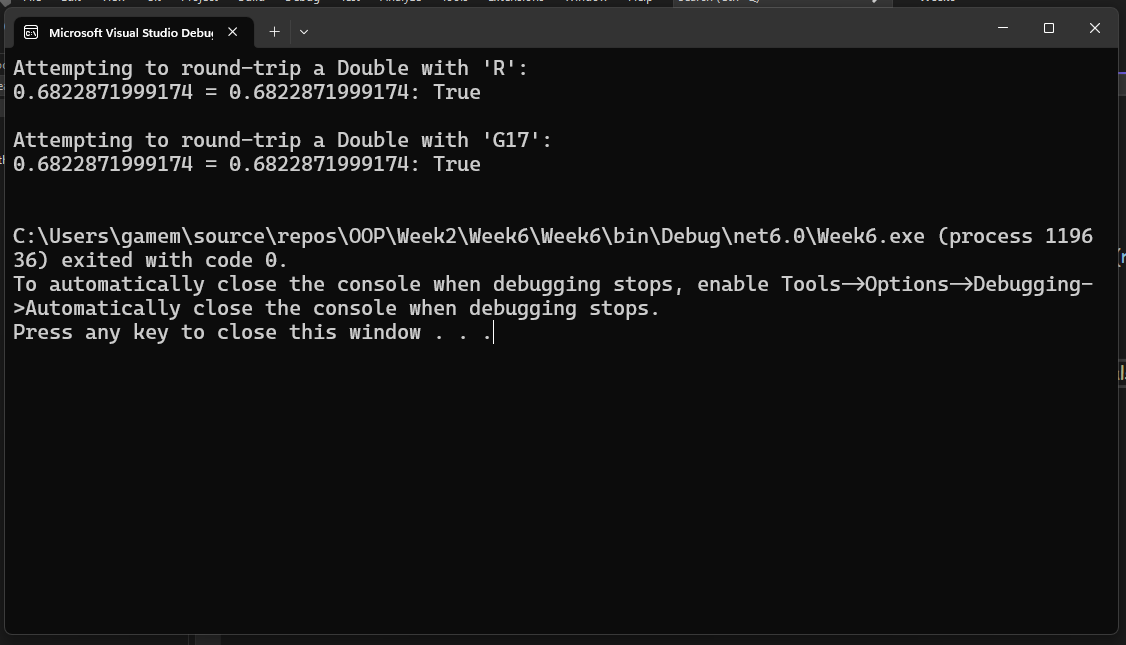 Microsoft Visual Studio Debug
Attempting to round-trip a Double with 'R':
0.6822871999174 = 0.6822871999174: True
Attempting to round-trip a Double with 'G17':
0.6822871999174 = 0.6822871999174: True
C:\Users\gamem\source\repos\OOP\Week2\Week6\Week6\bin\Debug\net6.0\Week6.exe (process 1196
36) exited with code 0.
To automatically close the console when debugging stops, enable Tools->Options->Debugging-
>Automatically close the console when debugging stops.
Press any key to close this window . . .